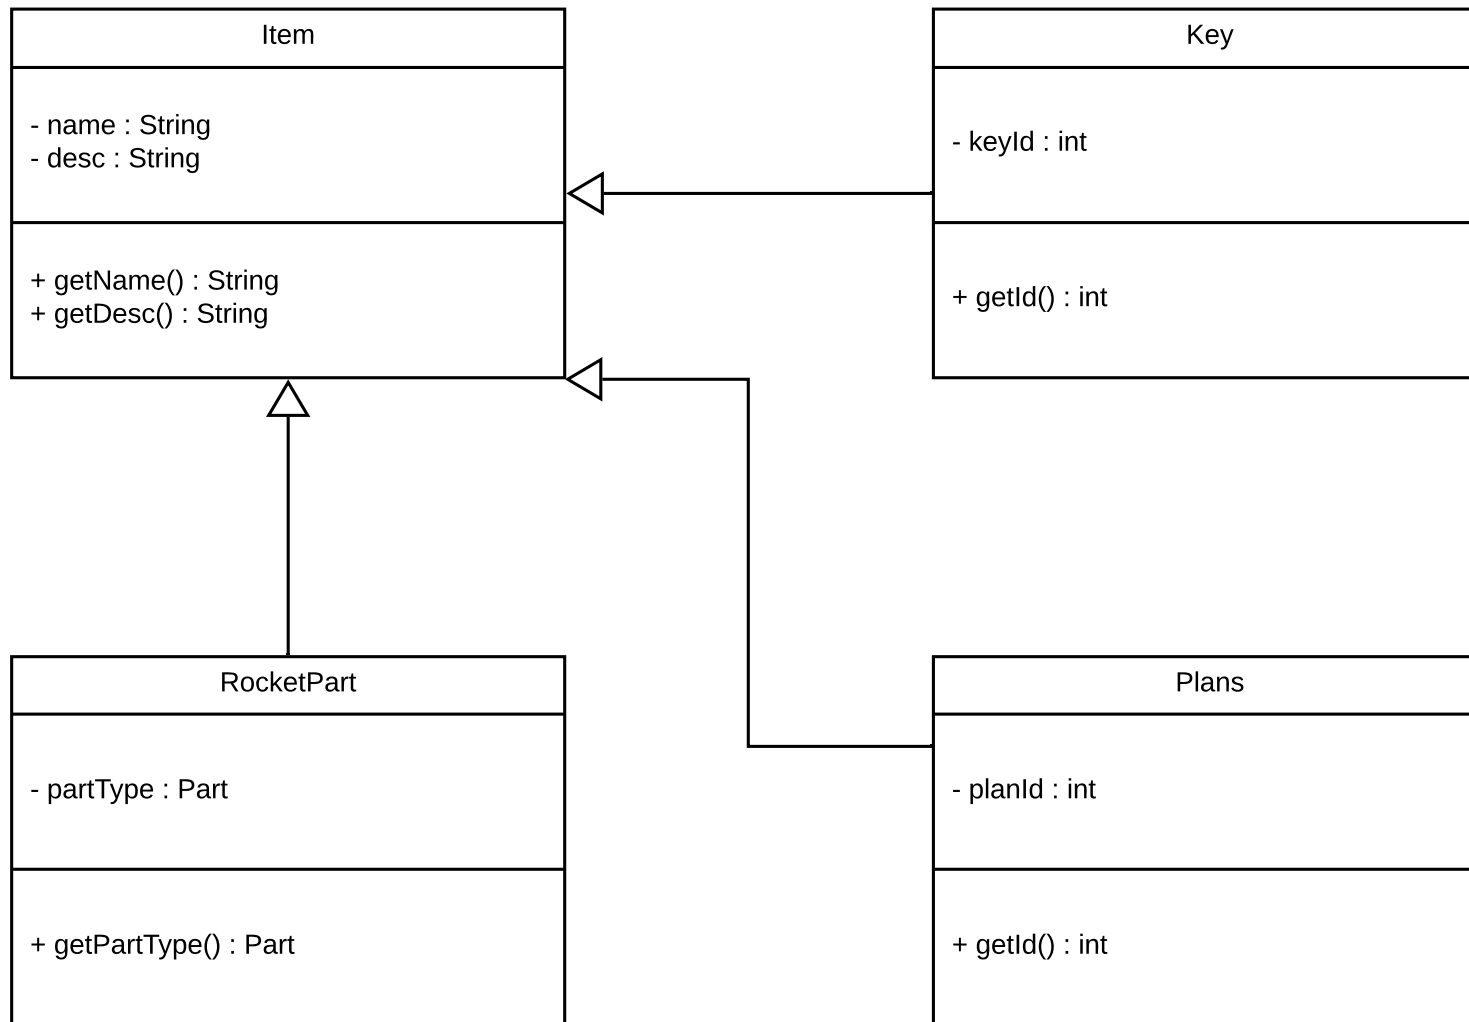 Item
- name : String
- desc : String
+ getName() : String
+ getDesc() : String
Key
- keyId : int
+ getId() : int
RocketPart
- partType : Part
+ getPartType() : Part
Plans
- planId : int
+ getId() : int